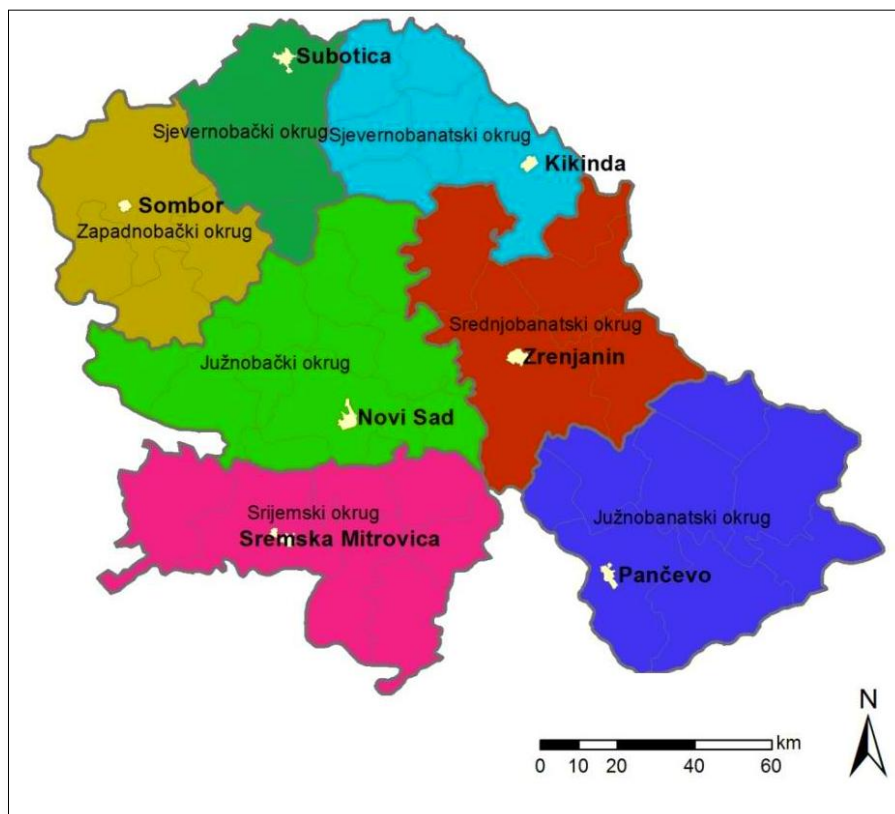 Subotica
Sjevernobački okrug
Sjevernobanatski okrug
Kikinda
Sombor
Zapadnobački okrug
Srednjobanatski okrug
Zrenjanin
Južnobački okrug
Novi Sad
Srijemski okrug
Sremska Mitrovica
Južnobanatski okrug
Pančevo
N
km
0 10 20 40 60